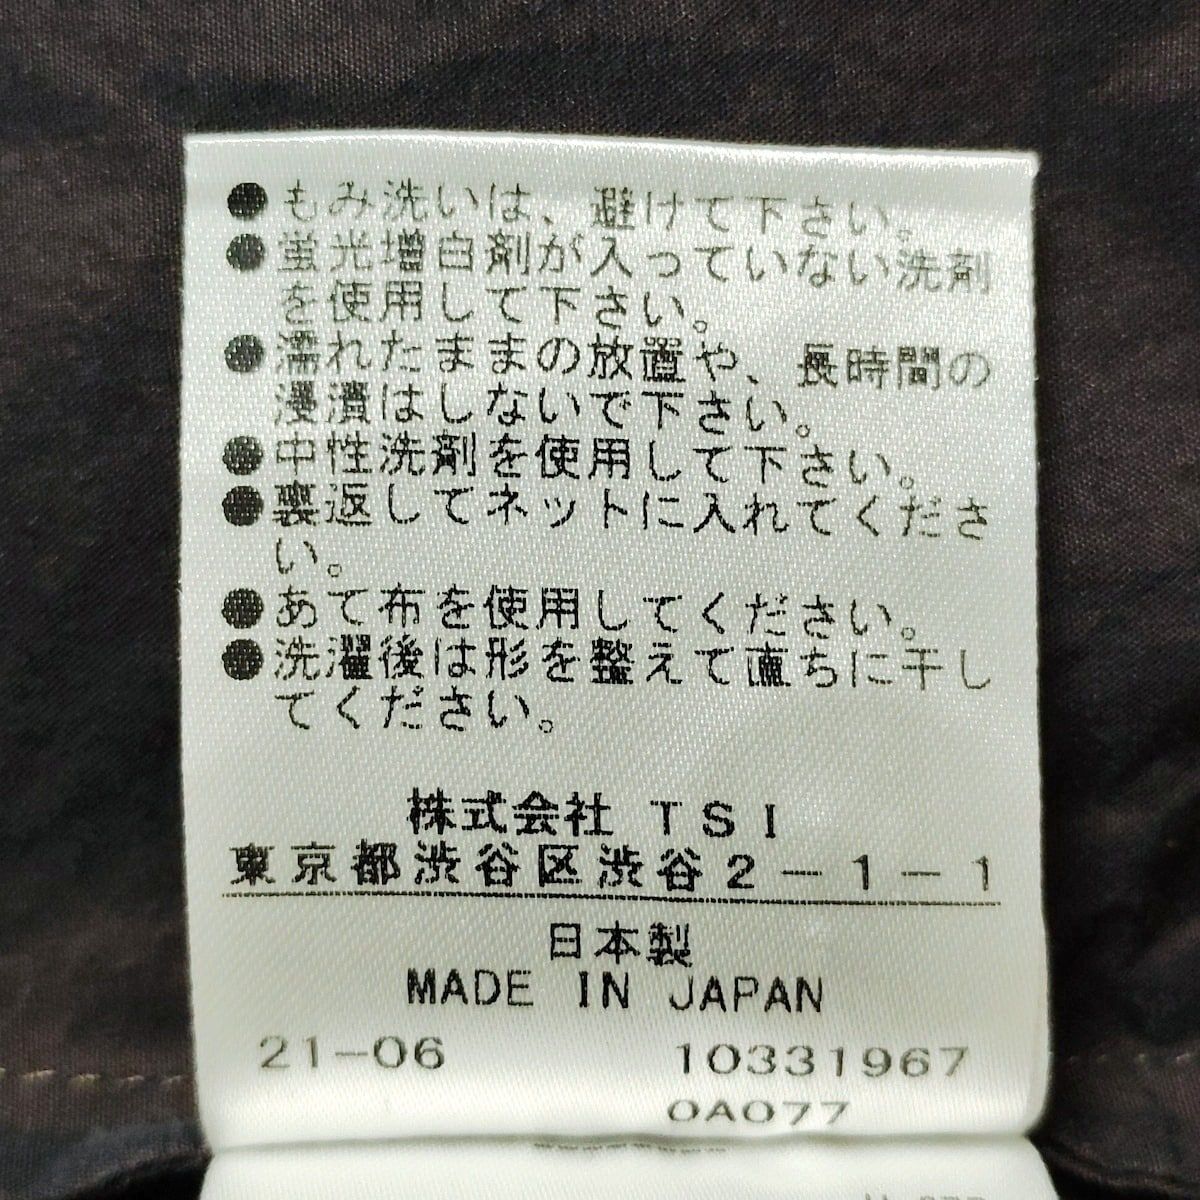 ●もみ洗いは、避けて下さい。
●蛍光増白剤が入っていない洗剤
を使用して下さい。
●濡れたままの放置や、長時間の
浸漬はしないで下さい。
●中性洗剤を使用して下さい。
●裏返してネットに入れてくださ
い。
●あて布を使用してください。
●洗濯後は形を整えて直ちに干し
てください。
株式会社TSI
東京都渋谷区渋谷2-1-1
日本製
MADE IN JAPAN
21-06 10331967
0A077